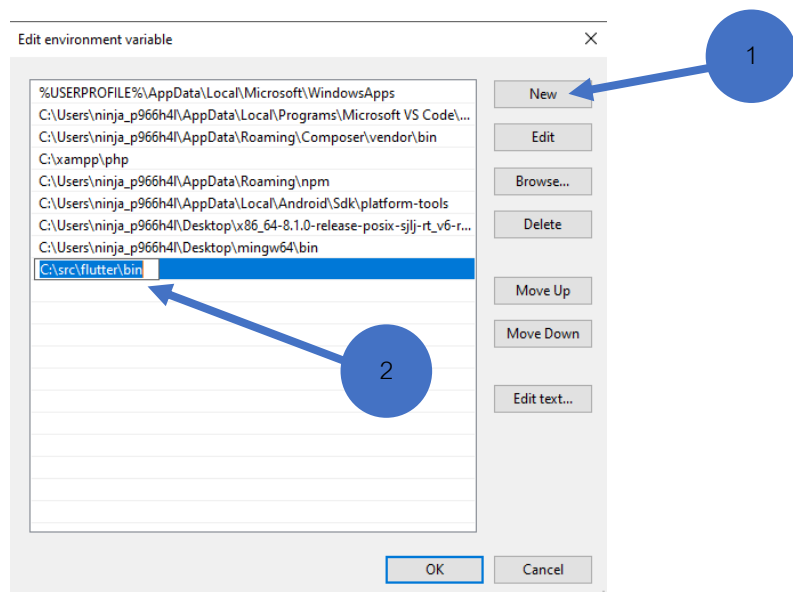 Edit environment variable
1
%USERPROFILE%\AppData\Local\Microsoft\WindowsApps
New
C:\Users\ninja_p966h4l\AppData\Local\Programs\Microsoft VS Code\...
C:\Users\ninja_p966h4l\AppData\Roaming\Composer\vendor\bin
Edit
C:\xampp\php
C:\Users\ninja_p966h4l\AppData\Roaming\npm
Browse...
C:\Users\ninja_p966h4l\AppData\Local\Android\Sdk\platform-tools
C:\Users\ninja_p966h4l\Desktop\x86_64-8.1.0-release-posix-sjlj-rt_v6-r...
Delete
C:\Users\ninja_p966h4l\Desktop\mingw64\bin
C:\src\flutter\bin
Move Up
Move Down
2
Edit text...
OK
Cancel